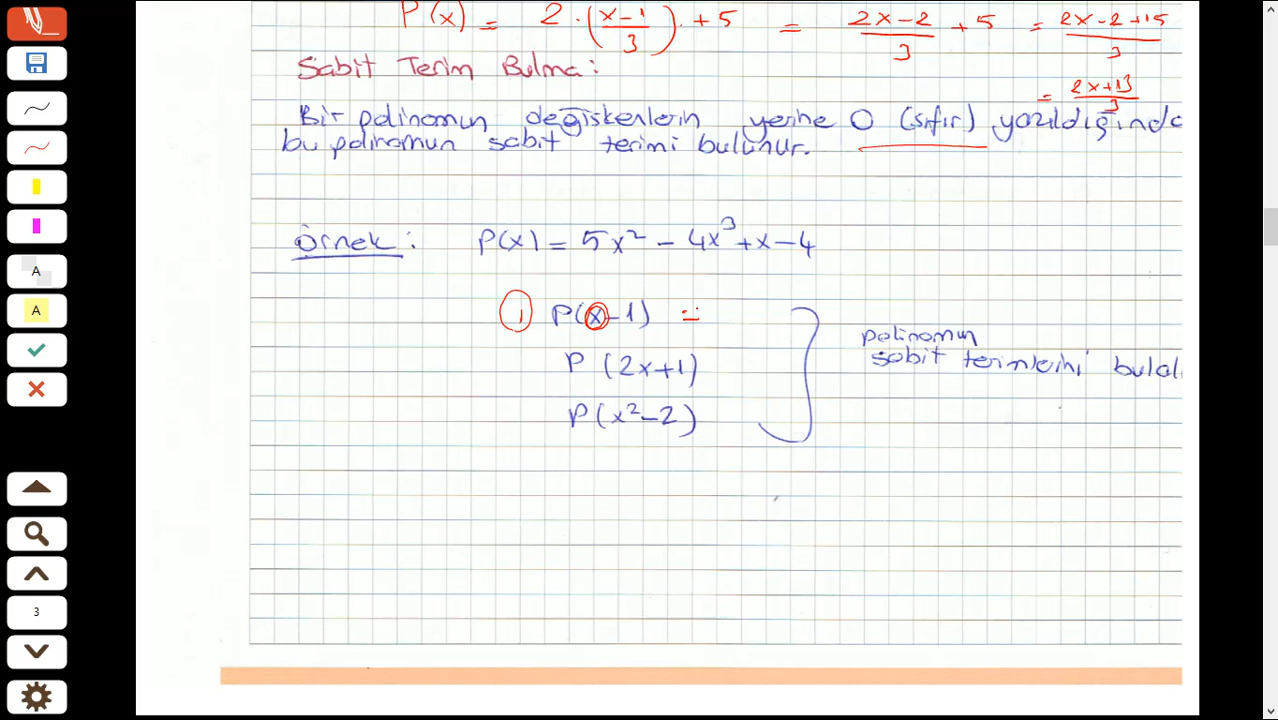 P(x) = 2 · (x-1/3) · + 5 = 2x-2/3 + 5 = 2x-2+15/3
= 2x+13/3
Sabit Terim Bulma:
Bir polinomun değişkenlerin yerine 0 (sıfır) yazıldığında
bu polinomun sabit terimi bulunur.
Örnek: P(x) = 5x² - 4x³ + x - 4
1 P(x-1) =
P (2x+1)
P(x²-2)
polinomun
sabit terimlerini bulal
A
A
3